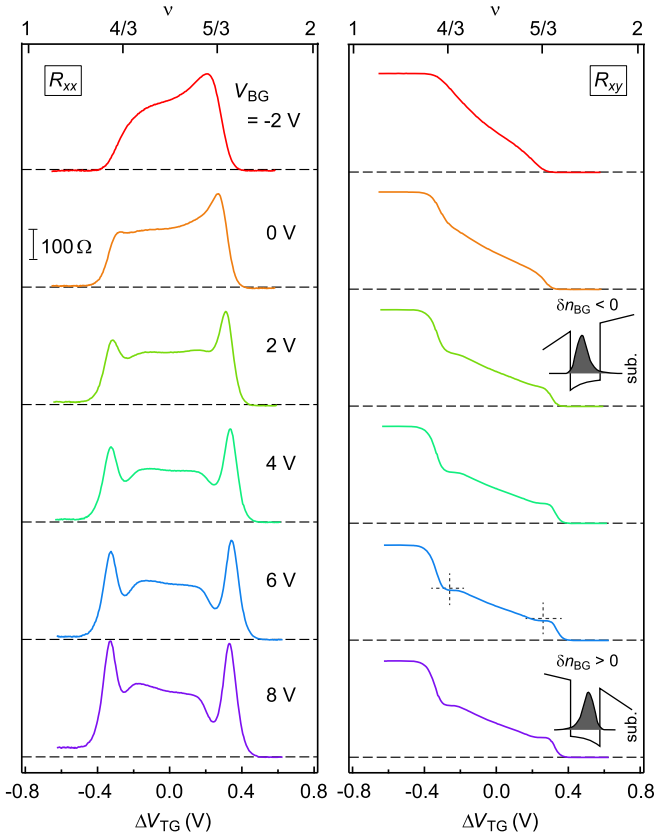 ν
ν
1 4/3 5/3 2
1 4/3 5/3 2
Rxx
VBG
= -2 V
Rxy
0 V
100 Ω
2 V
δnBG < 0
sub.
4 V
6 V
8 V
δnBG > 0
sub.
-0.8 -0.4 0.0 0.4 0.8
-0.8 -0.4 0.0 0.4 0.8
ΔVTG (V)
ΔVTG (V)